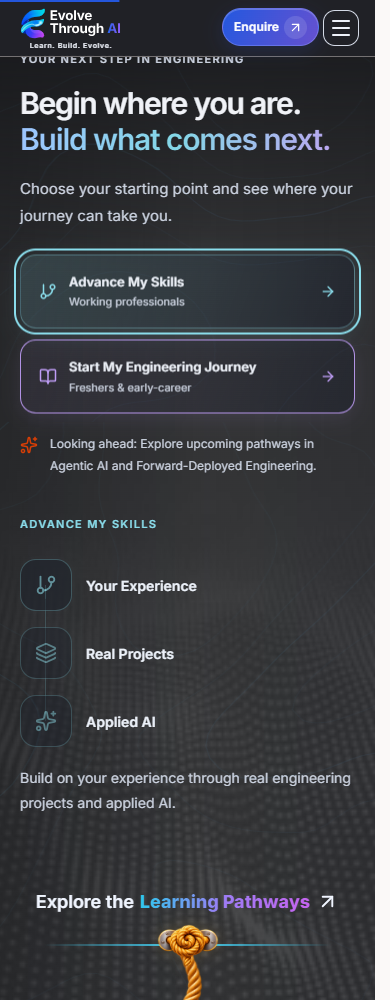 Evolve
Through AI
Learn. Build. Evolve.
Enquire
YOUR NEXT STEP IN ENGINEERING
Begin where you are.
Build what comes next.
Choose your starting point and see where your
journey can take you.
Advance My Skills
Working professionals
Start My Engineering Journey
Freshers & early-career
Looking ahead: Explore upcoming pathways in
Agentic AI and Forward-Deployed Engineering.
ADVANCE MY SKILLS
Your Experience
Real Projects
Applied AI
Build on your experience through real engineering
projects and applied AI.
Explore the Learning Pathways